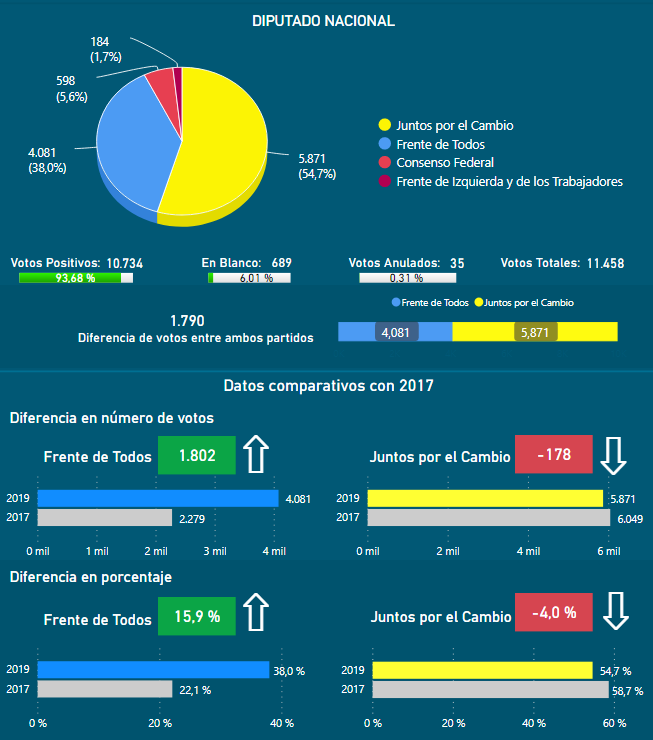 DIPUTADO NACIONAL
184
(1,7%)
598
(5,6%)
4.081
(38,0%)
5.871
(54,7%)
Juntos por el Cambio
Frente de Todos
Consenso Federal
Frente de Izquierda y de los Trabajadores
Votos Positivos: 10.734
93,68 %
En Blanco: 689
6,01 %
Votos Anulados: 35
0,31 %
Votos Totales: 11.458
1.790
Diferencia de votos entre ambos partidos
Frente de Todos Juntos por el Cambio
4,081 5,871
Datos comparativos con 2017
Diferencia en número de votos
Frente de Todos 1.802
2019 4.081
2017 2.279
0 mil 1 mil 2 mil 3 mil 4 mil
Juntos por el Cambio -178
2019 5.871
2017 6.049
0 mil 2 mil 4 mil 6 mil
Diferencia en porcentaje
Frente de Todos 15,9 %
2019 38,0 %
2017 22,1 %
0 % 20 % 40 %
Juntos por el Cambio -4,0 %
2019 54,7 %
2017 58,7 %
0 % 20 % 40 % 60 %